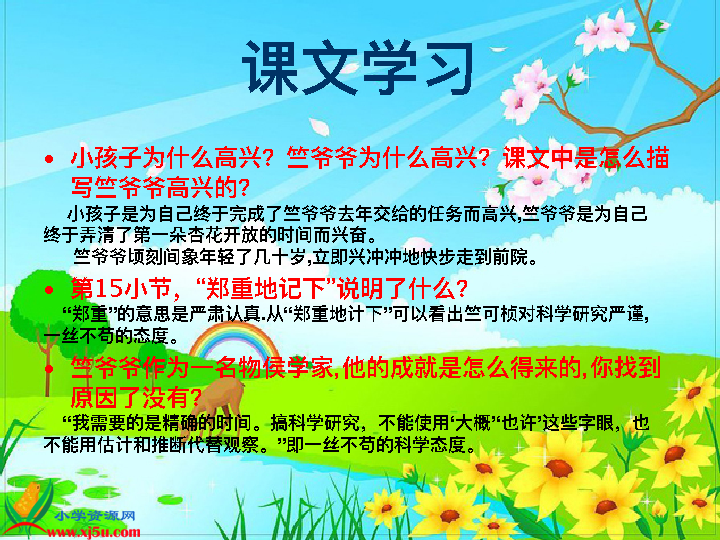 课文学习
• 小孩子为什么高兴？竺爷爷为什么高兴？课文中是怎么描
写竺爷爷高兴的？
小孩子是为自己终于完成了竺爷爷去年交给的任务而高兴,竺爷爷是为自己
终于弄清了第一朵杏花开放的时间而兴奋。
竺爷爷顷刻间象年轻了几十岁,立即兴冲冲地快步走到前院。
• 第15小节，“郑重地记下”说明了什么？
“郑重”的意思是严肃认真.从“郑重地计下”可以看出竺可桢对科学研究严谨,
一丝不苟的态度。
• 竺爷爷作为一名物侯学家,他的成就是怎么得来的,你找到
原因了没有？
“我需要的是精确的时间。搞科学研究，不能使用‘大概’‘也许’这些字眼，也
不能用估计和推断代替观察。”即一丝不苟的科学态度。
小学资源网
www.xj5u.com